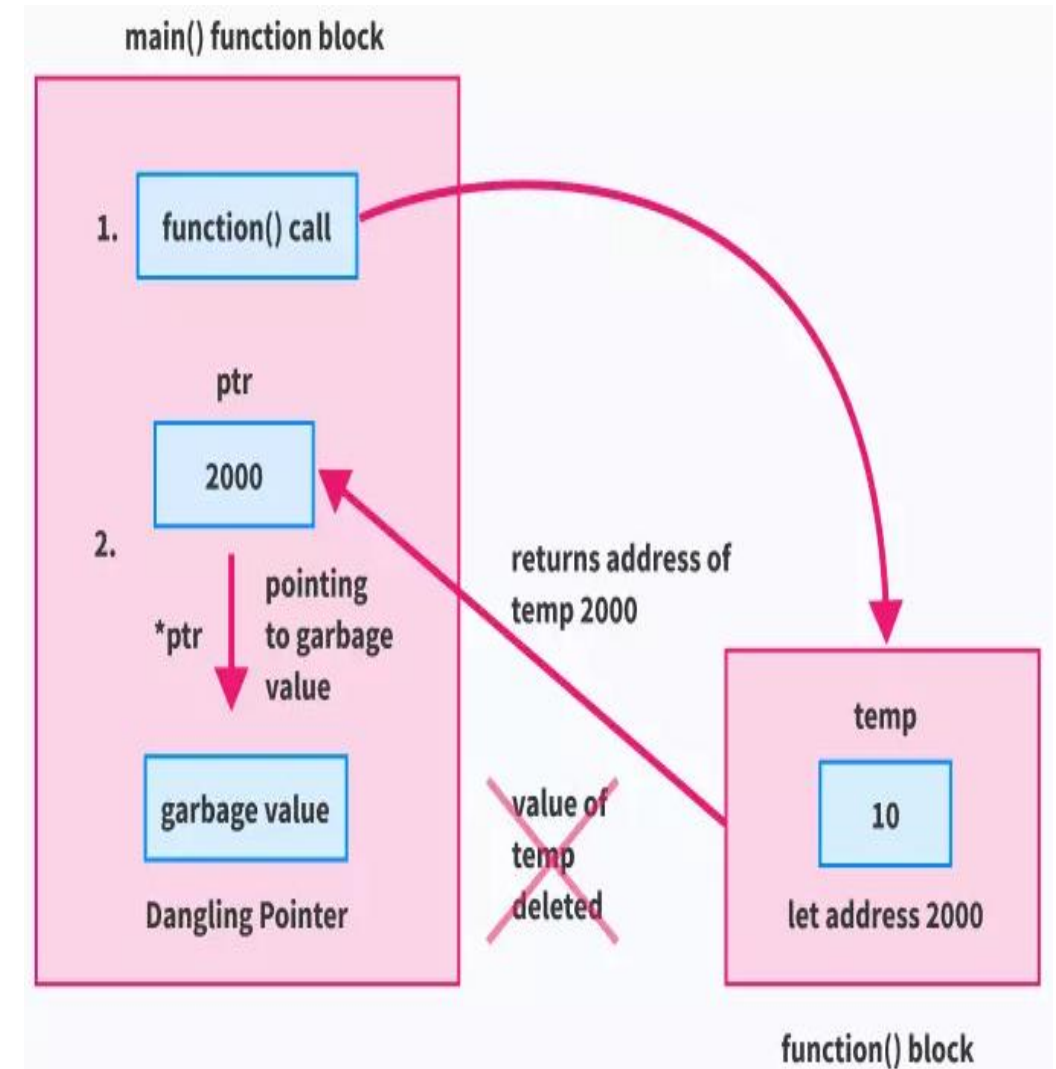 main() function block
1.
function() call
ptr
2000
2.
*ptr
pointing
to garbage
value
garbage value
Dangling Pointer
returns address of
temp 2000
value of
temp
deleted
temp
10
let address 2000
function() block